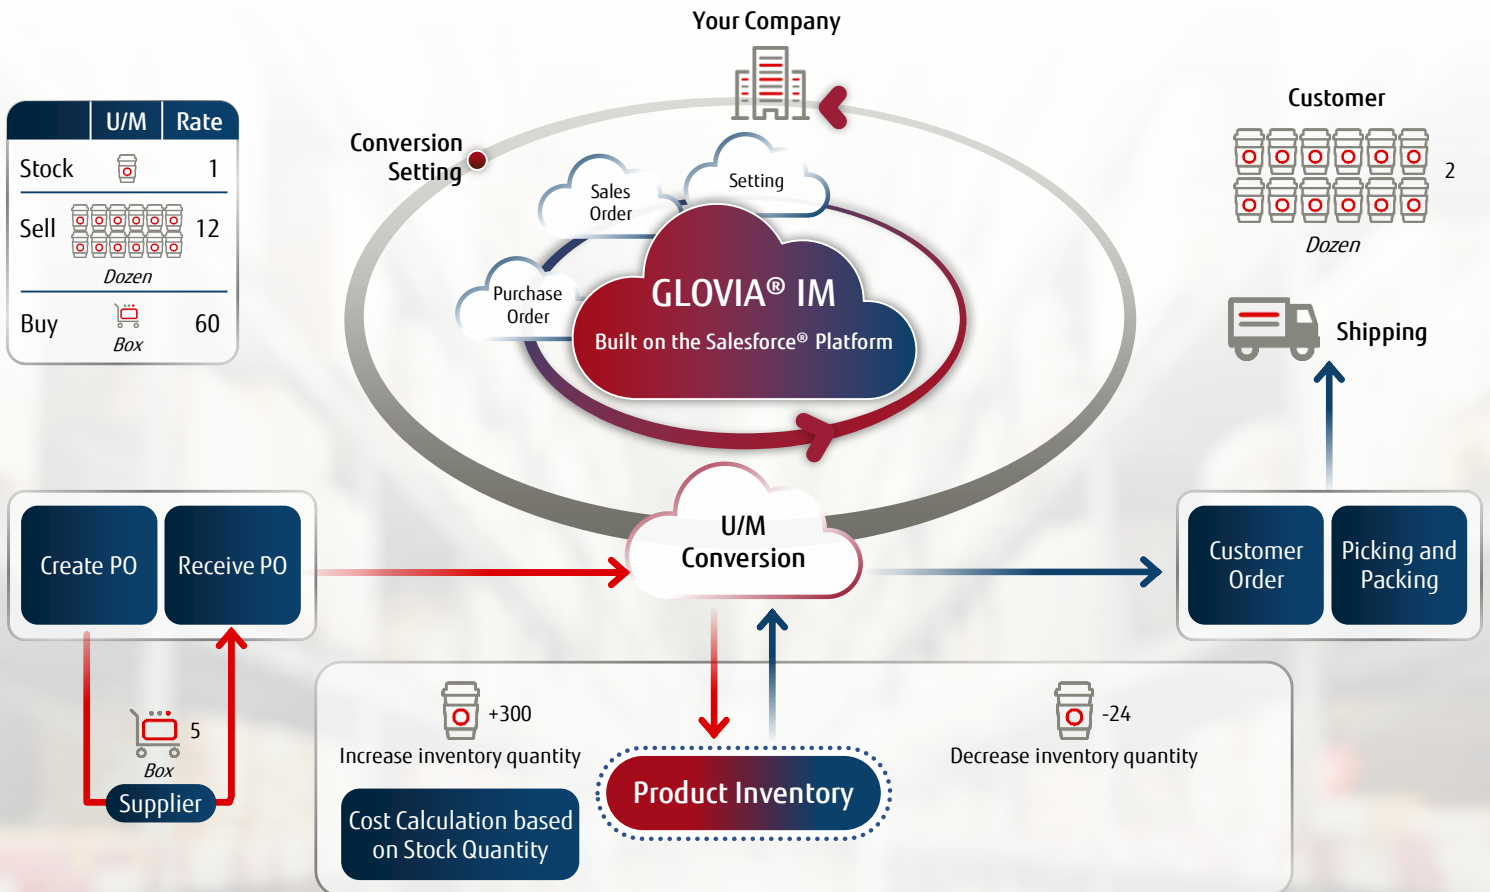 Your Company
U/M Rate
Stock 1
Sell 12
Dozen
Buy 60
Box
Conversion
Setting
Sales
Order
Setting
Purchase
Order
GLOVIA® IM
Built on the Salesforce® Platform
Customer
2
Dozen
Shipping
Create PO
Receive PO
U/M
Conversion
Customer
Order
Picking and
Packing
5
Box
Supplier
+300
Increase inventory quantity
Cost Calculation based
on Stock Quantity
Product Inventory
-24
Decrease inventory quantity